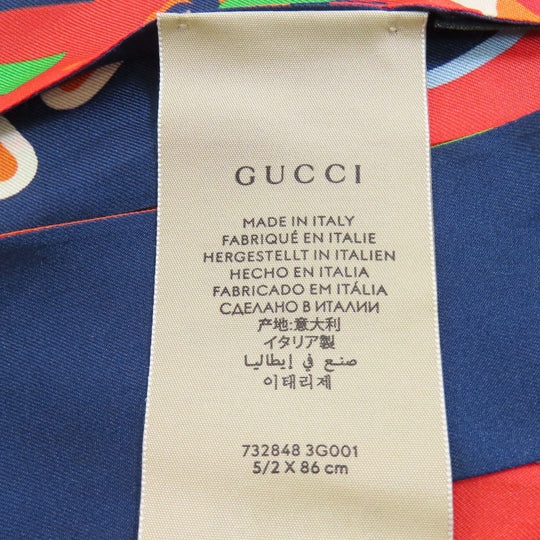 GUCCI
MADE IN ITALY
FABRIQUÉ EN ITALIE
HERGESTELLT IN ITALIEN
HECHO EN ITALIA
FABRICADO EM ITÁLIA
СДЕЛАНО В ИТАЛИИ
产地:意大利
イタリア製
صنع في إيطاليا
이태리제
732848 3G001
5/2 X 86 cm